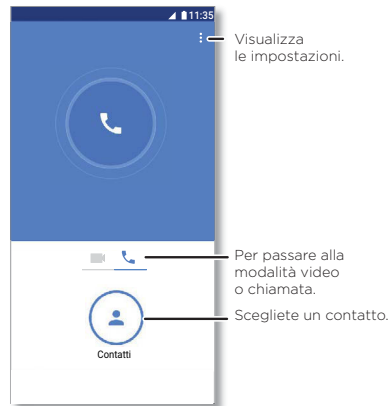 11:35
Visualizza
le impostazioni.
Per passare alla
modalità video
o chiamata.
Scegliete un contatto.
Contatti